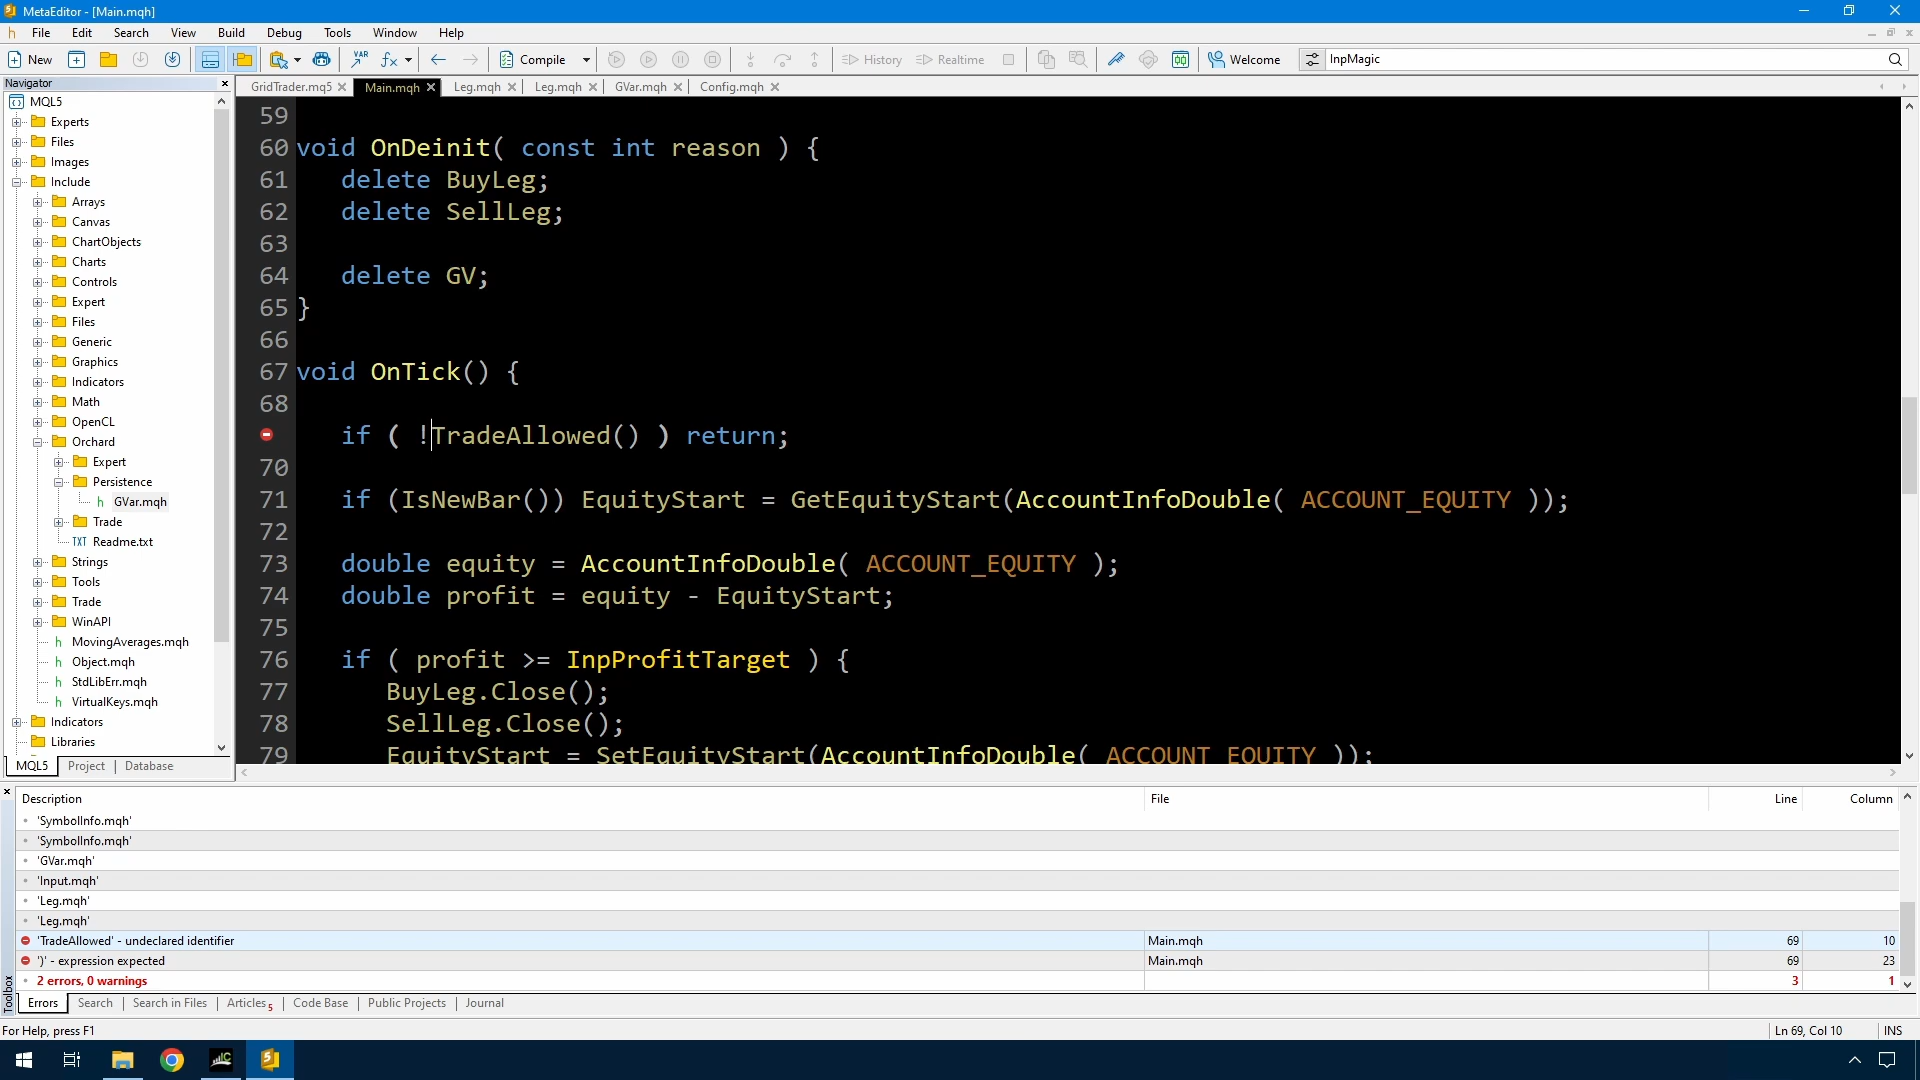 MetaEditor - [Main.mqh]
File Edit Search View Build Debug Tools Window Help
New Compile History Realtime Welcome InpMagic
Navigator
GridTrader.mq5 Main.mqh Leg.mqh Leg.mqh GVar.mqh Config.mqh
MQL5
Experts
Files
Images
Include
Arrays
Canvas
ChartObjects
Charts
Controls
Expert
Files
Generic
Graphics
Indicators
Math
OpenCL
Orchard
Expert
Persistence
GVar.mqh
Trade
TXT Readme.txt
Strings
Tools
Trade
WinAPI
h MovingAverages.mqh
h Object.mqh
h StdLibErr.mqh
h VirtualKeys.mqh
Indicators
Libraries
MQL5 Project Database
59
60 void OnDeinit( const int reason ) {
61 delete BuyLeg;
62 delete SellLeg;
63
64 delete GV;
65 }
66
67 void OnTick() {
68
if ( !TradeAllowed() ) return;
70
71 if (IsNewBar()) EquityStart = GetEquityStart(AccountInfoDouble( ACCOUNT_EQUITY ));
72
73 double equity = AccountInfoDouble( ACCOUNT_EQUITY );
74 double profit = equity - EquityStart;
75
76 if ( profit >= InpProfitTarget ) {
77 BuyLeg.Close();
78 SellLeg.Close();
79 EquityStart = SetEquityStart(AccountInfoDouble( ACCOUNT_EQUITY ));
Description File Line Column
'SymbolInfo.mqh'
'SymbolInfo.mqh'
'GVar.mqh'
'Input.mqh'
'Leg.mqh'
'Leg.mqh'
'TradeAllowed' - undeclared identifier Main.mqh 69 10
')' - expression expected Main.mqh 69 23
2 errors, 0 warnings 3 1
Toolbox
Errors Search Search in Files Articles 5 Code Base Public Projects Journal
For Help, press F1 Ln 69, Col 10 INS